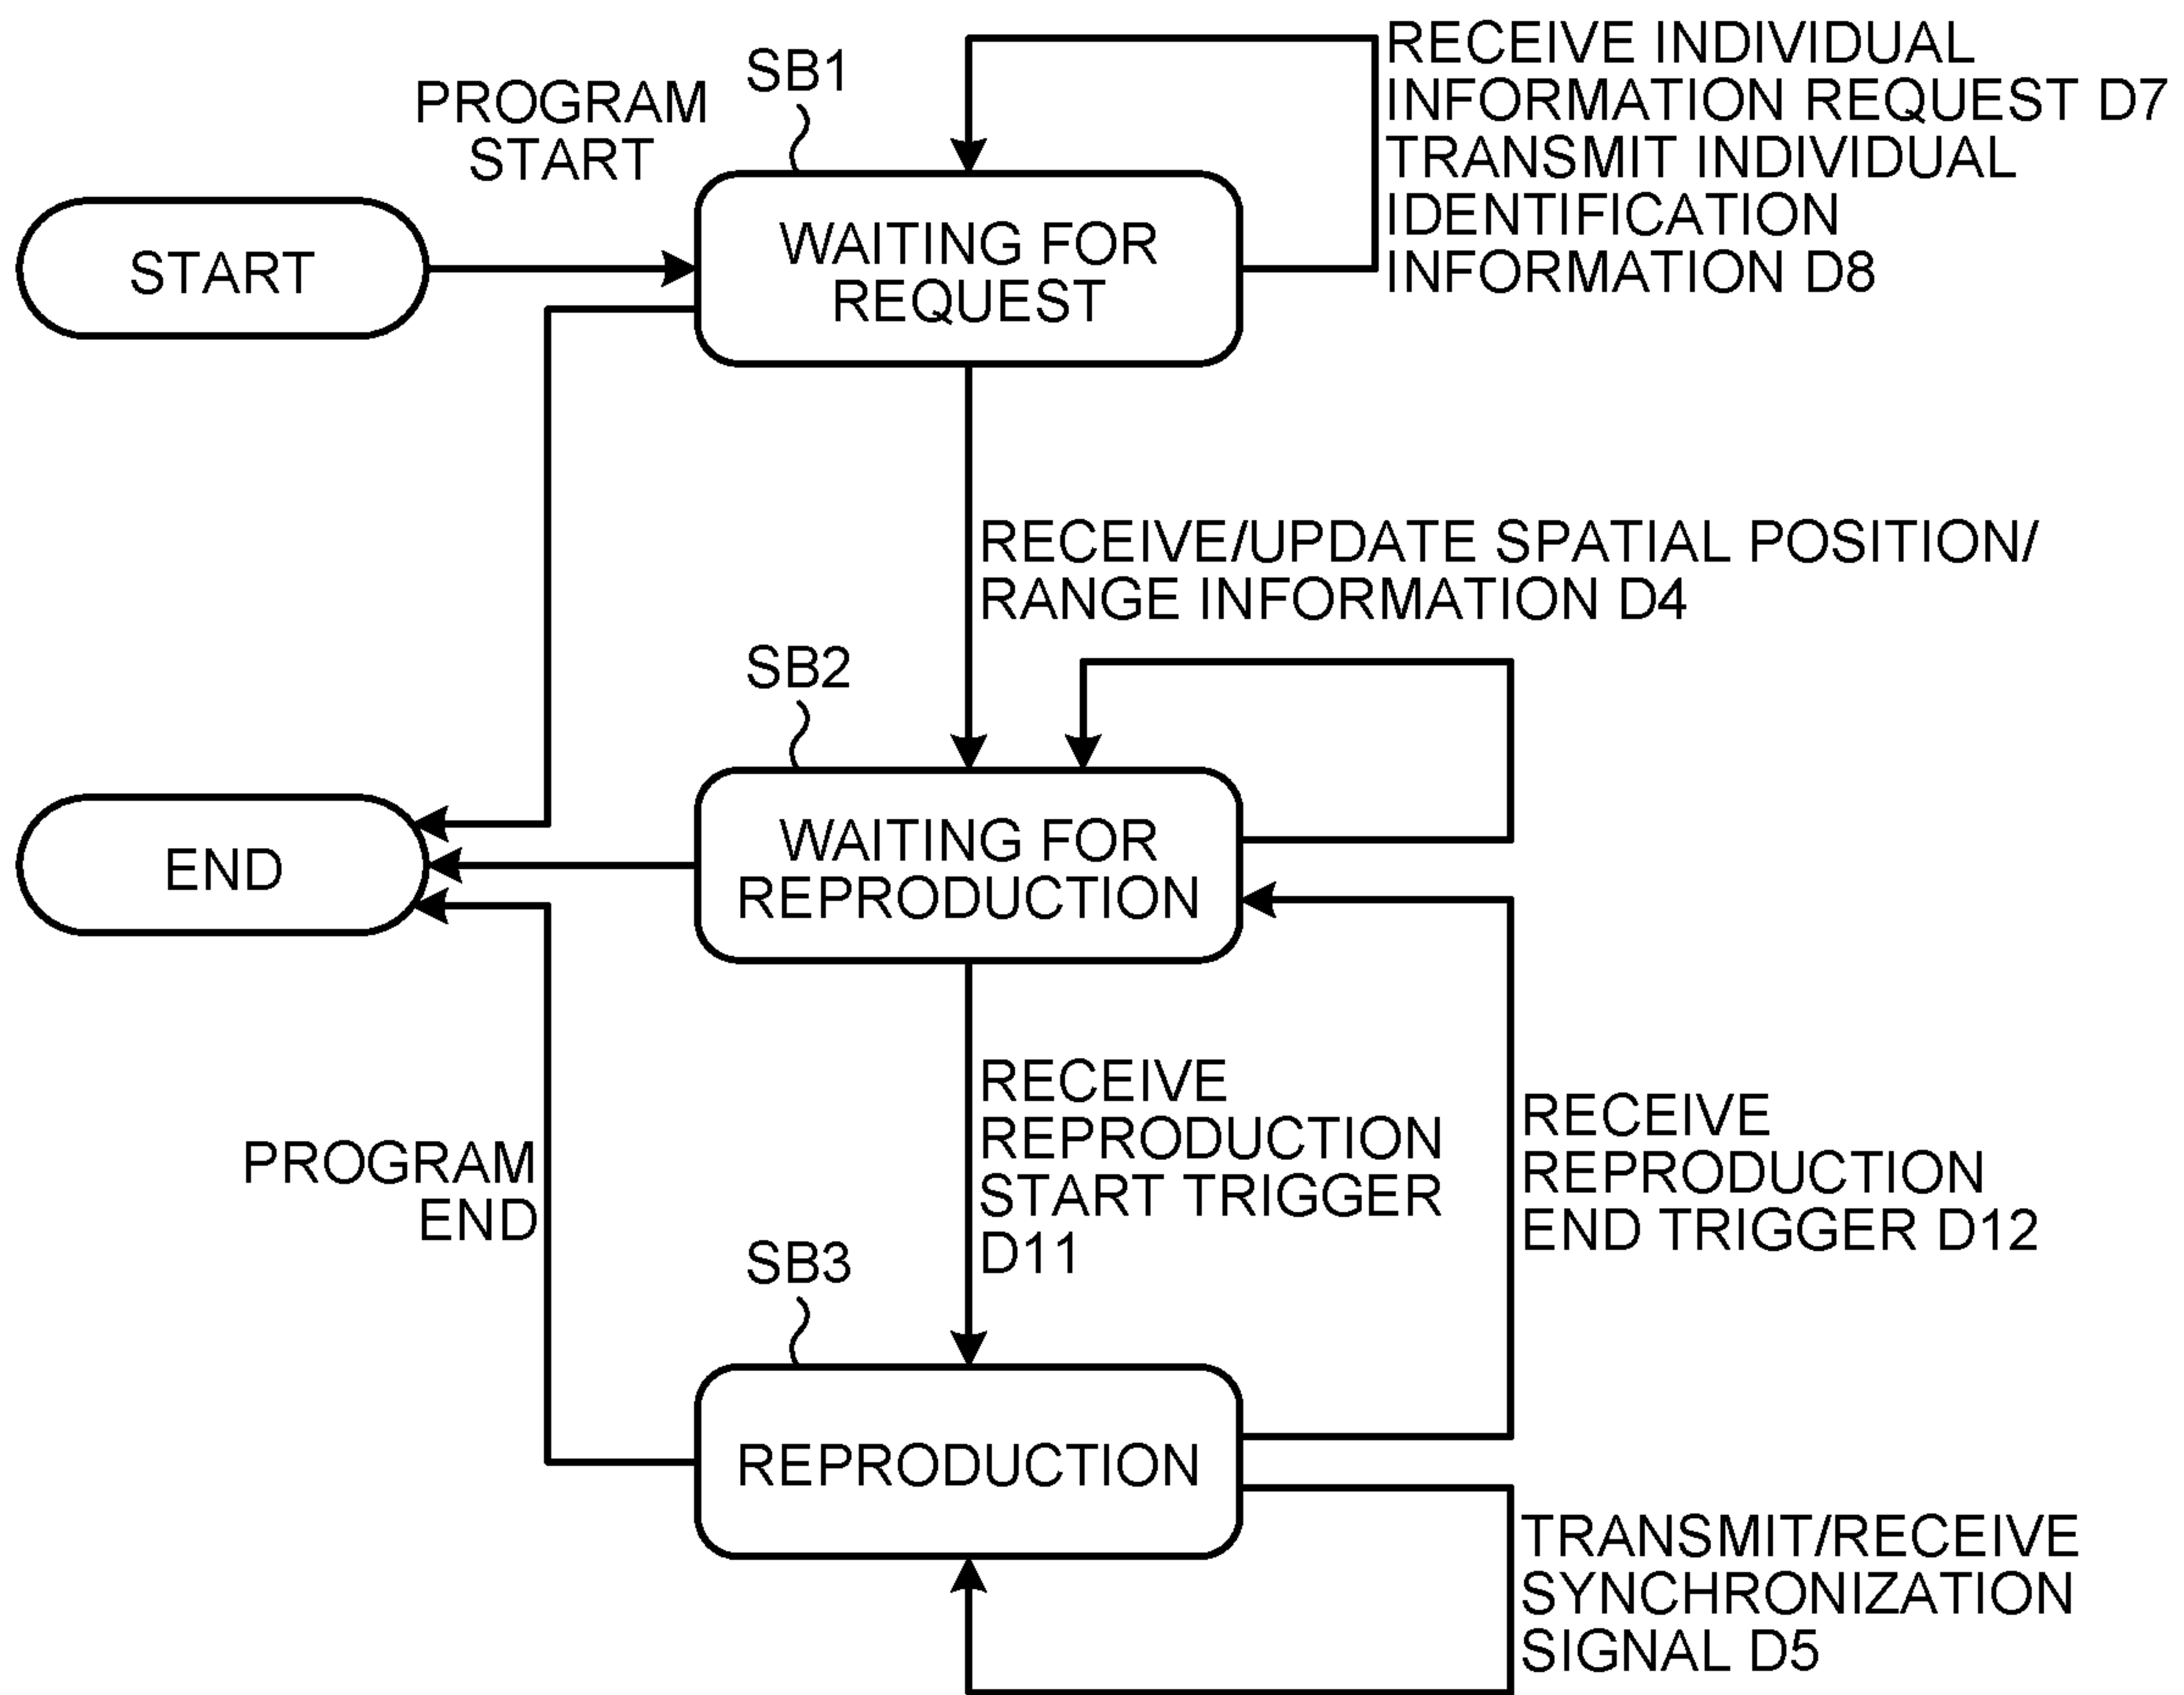 PROGRAM
START
SB1
RECEIVE INDIVIDUAL
INFORMATION REQUEST D7
TRANSMIT INDIVIDUAL
IDENTIFICATION
INFORMATION D8
START
WAITING FOR
REQUEST
RECEIVE/UPDATE SPATIAL POSITION/
RANGE INFORMATION D4
SB2
END
WAITING FOR
REPRODUCTION
PROGRAM
END
RECEIVE
REPRODUCTION
START TRIGGER
D11
RECEIVE
REPRODUCTION
END TRIGGER D12
SB3
REPRODUCTION
TRANSMIT/RECEIVE
SYNCHRONIZATION
SIGNAL D5